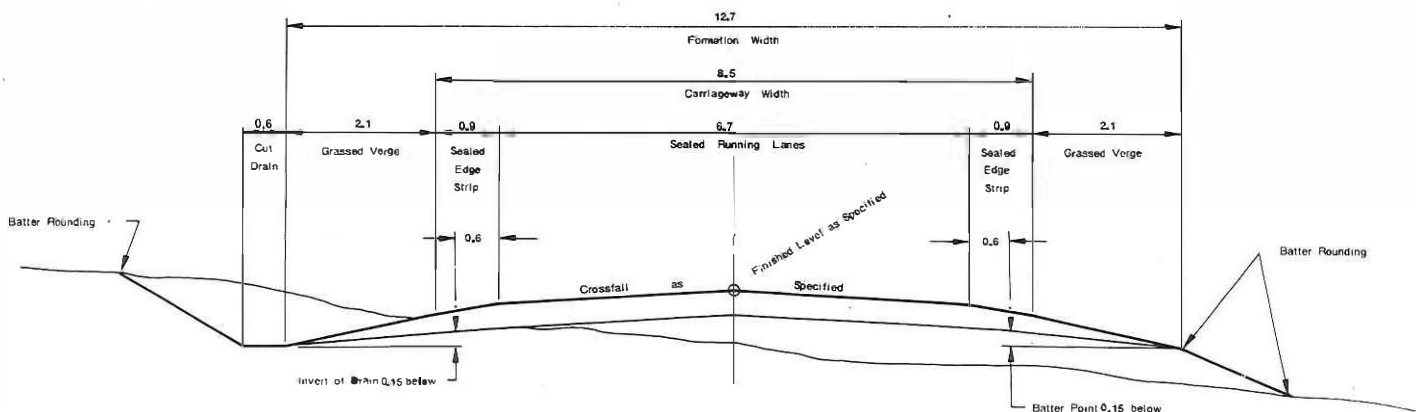 12.7
Formation Width
8.5
Carriageway Width
0.6
2.1
0.9
6.7
0.9
2.1
Cut
Drain
Grassed Verge
Sealed
Edge
Strip
Sealed Running Lanes
Sealed
Edge
Strip
Grassed Verge
Batter Rounding
0.6
Finished Level as Specified
0.6
Batter Rounding
Crossfall as Specified
Invert of Drain 0.15 below
Batter Point 0.15 below